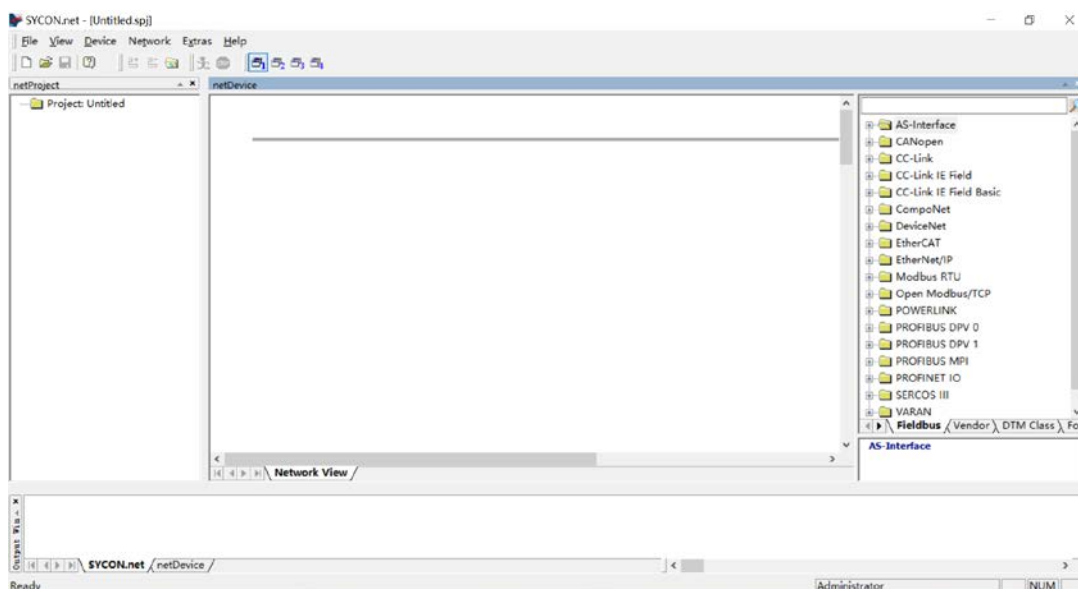 SYCON.net - [Untitled.spj]
File View Device Network Extras Help
netProject
netDevice
Project: Untitled
AS-Interface
CANopen
CC-Link
CC-Link IE Field
CC-Link IE Field Basic
CompoNet
DeviceNet
EtherCAT
EtherNet/IP
Modbus RTU
Open Modbus/TCP
POWERLINK
PROFIBUS DPV 0
PROFIBUS DPV 1
PROFIBUS MPI
PROFINET IO
SERCOS III
VARAN
Fieldbus Vendor DTM Class Fo
AS-Interface
Network View
Output Win
SYCON.net netDevice
Ready
Administrator
NUM